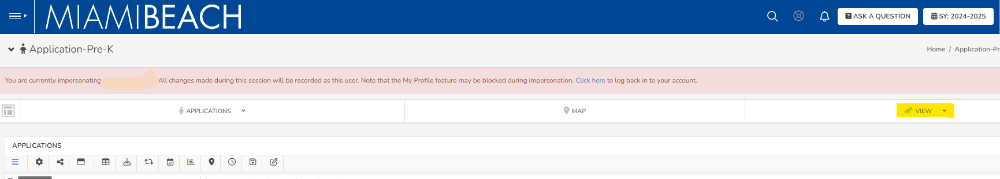 MIAMIBEACH
ASK A QUESTION
SY: 2024-2025
Application-Pre-K
Home / Application-Pr
You are currently impersonating All changes made during this session will be recorded as this user. Note that the My Profile feature may be blocked during impersonation. Click here to log back in to your account.
APPLICATIONS
MAP
VIEW
APPLICATIONS